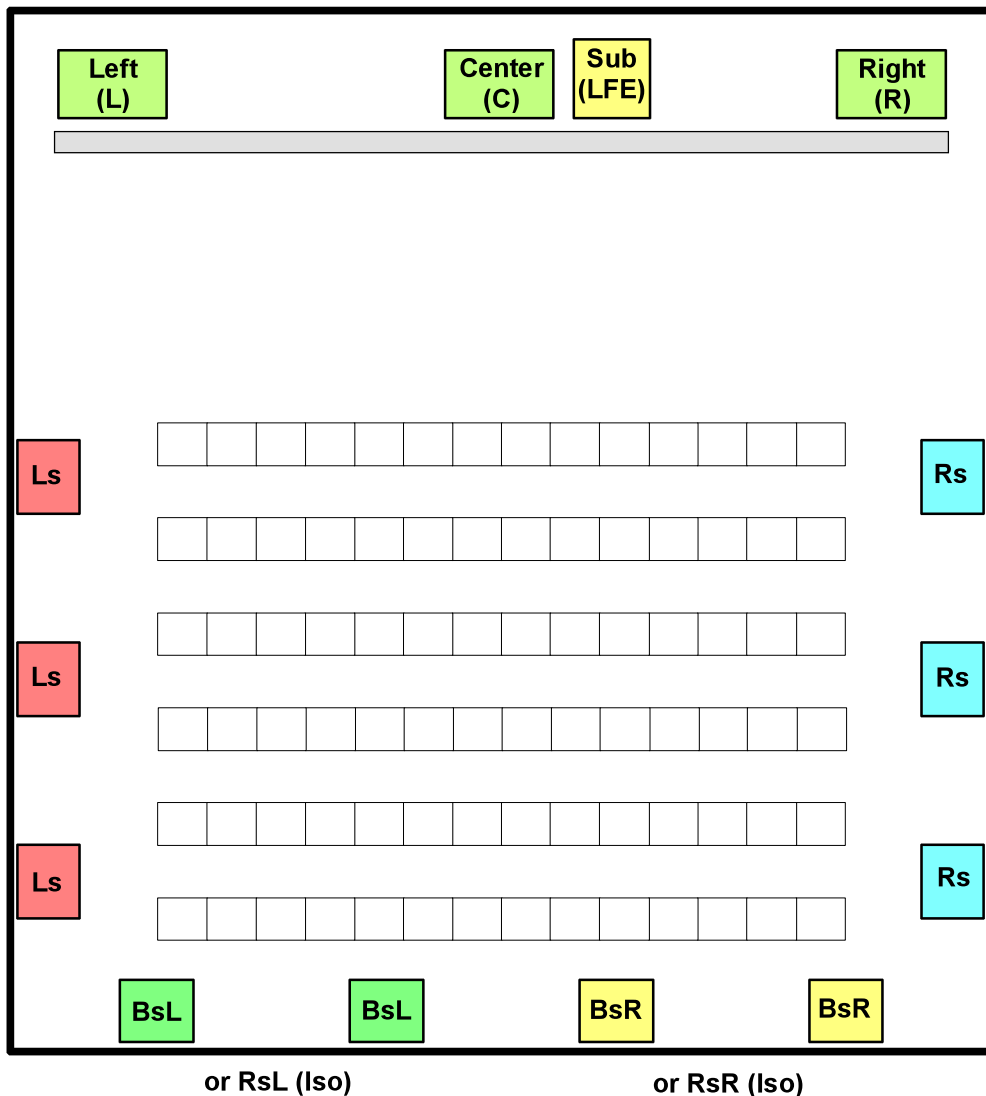 Left
(L)
Center
(C)
Sub
(LFE)
Right
(R)
Ls
Rs
Ls
Rs
Ls
Rs
BsL
BsL
BsR
BsR
or RsL (Iso)
or RsR (Iso)